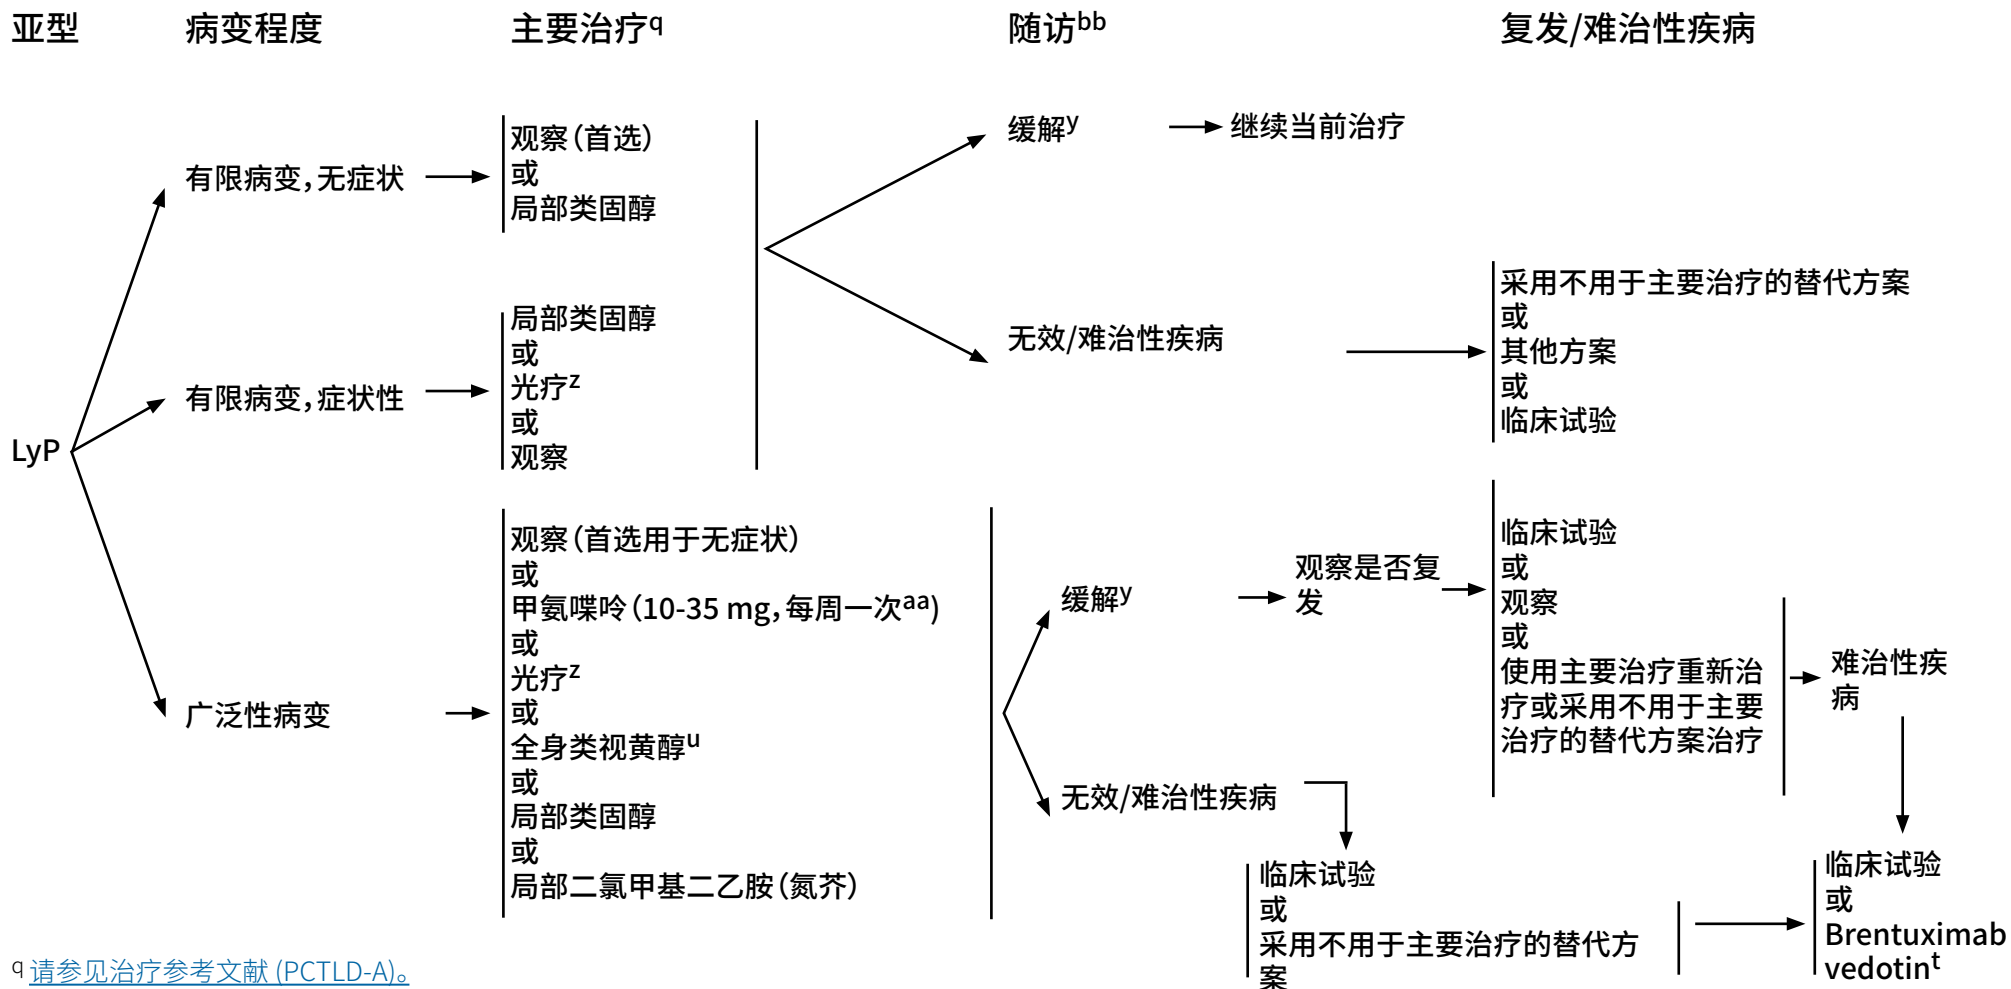 亚型
病变程度
主要治疗q
随访bb
复发/难治性疾病
LyP
有限病变，无症状
观察（首选）
或
局部类固醇
有限病变，症状性
局部类固醇
或
光疗z
或
观察
缓解y
继续当前治疗
无效/难治性疾病
采用不用于主要治疗的替代方案
或
其他方案
或
临床试验
广泛性病变
观察（首选用于无症状）
或
甲氨喋呤（10-35 mg，每周一次aa)
或
光疗z
或
全身类视黄醇u
或
局部类固醇
或
局部二氯甲基二乙胺（氮芥）
缓解y
观察是否复
发
临床试验
或
观察
或
使用主要治疗重新治
疗或采用不用于主要
治疗的替代方案治疗
难治性疾
病
无效/难治性疾病
临床试验
或
采用不用于主要治疗的替代方
案
临床试验
或
Brentuximab
vedotint
q 请参见治疗参考文献 (PCTLD-A)。